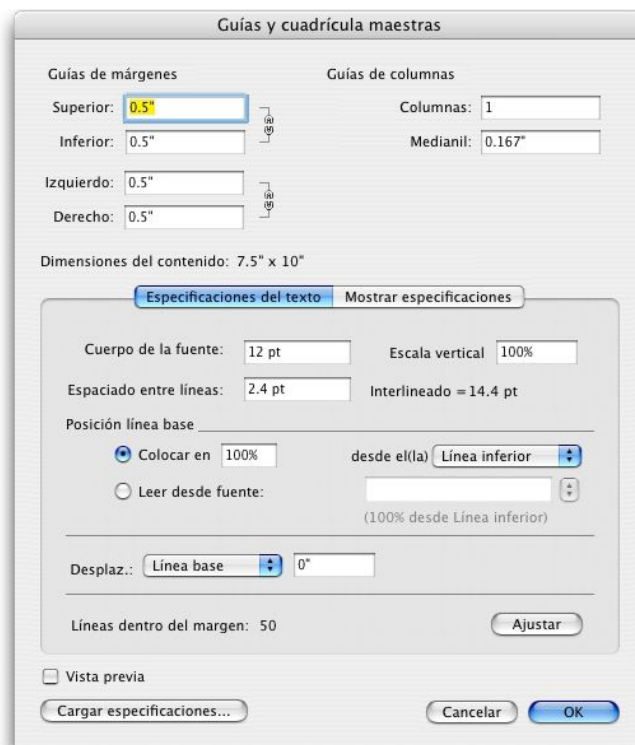 Guías y cuadrícula maestras
Guías de márgenes
Guías de columnas
Superior: 0.5"
Columnas: 1
Inferior: 0.5"
Medianil: 0.167"
Izquierdo: 0.5"
Derecho: 0.5"
Dimensiones del contenido: 7.5" x 10"
Especificaciones del texto
Mostrar especificaciones
Cuerpo de la fuente: 12 pt
Escala vertical 100%
Espaciado entre líneas: 2.4 pt
Interlineado = 14.4 pt
Posición línea base
Colocar en 100% desde el(la) Línea inferior
Leer desde fuente:
(100% desde Línea inferior)
Desplaz.: Línea base 0"
Líneas dentro del margen: 50
Ajustar
Vista previa
Cargar especificaciones...
Cancelar
OK